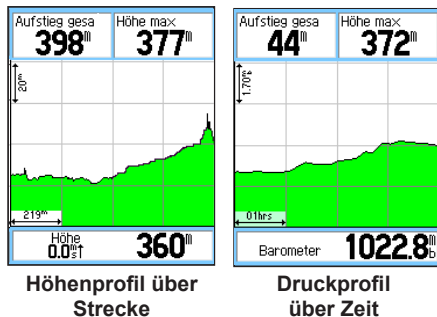 Aufstieg gesa Höhe max
398m 377m
20m
219m
Höhe
0.0m/s↑ 360m
Höhenprofil über
Strecke
Aufstieg gesa Höhe max
44m 372m
1.70mb
01hrs
Barometer 1022.8mb
Druckprofil
über Zeit